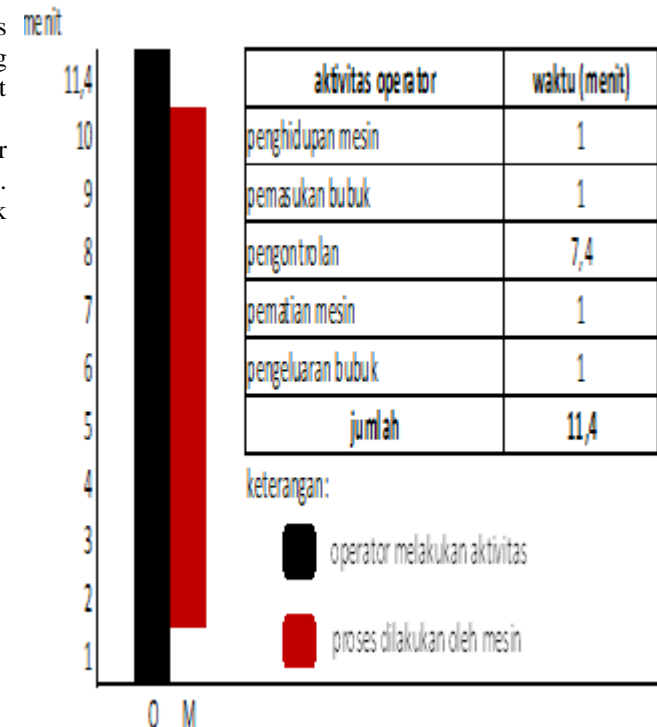 s
g
t
r
.
k
menit
11,4
10
9
8
7
6
5
4
3
2
1
O M
aktivitas operator waktu (menit)
penghidupan mesin 1
pemasukan bubuk 1
pengontrolan 7,4
pematian mesin 1
pengeluaran bubuk 1
jumlah 11,4
keterangan:
operator melakukan aktivitas
proses dilakukan oleh mesin